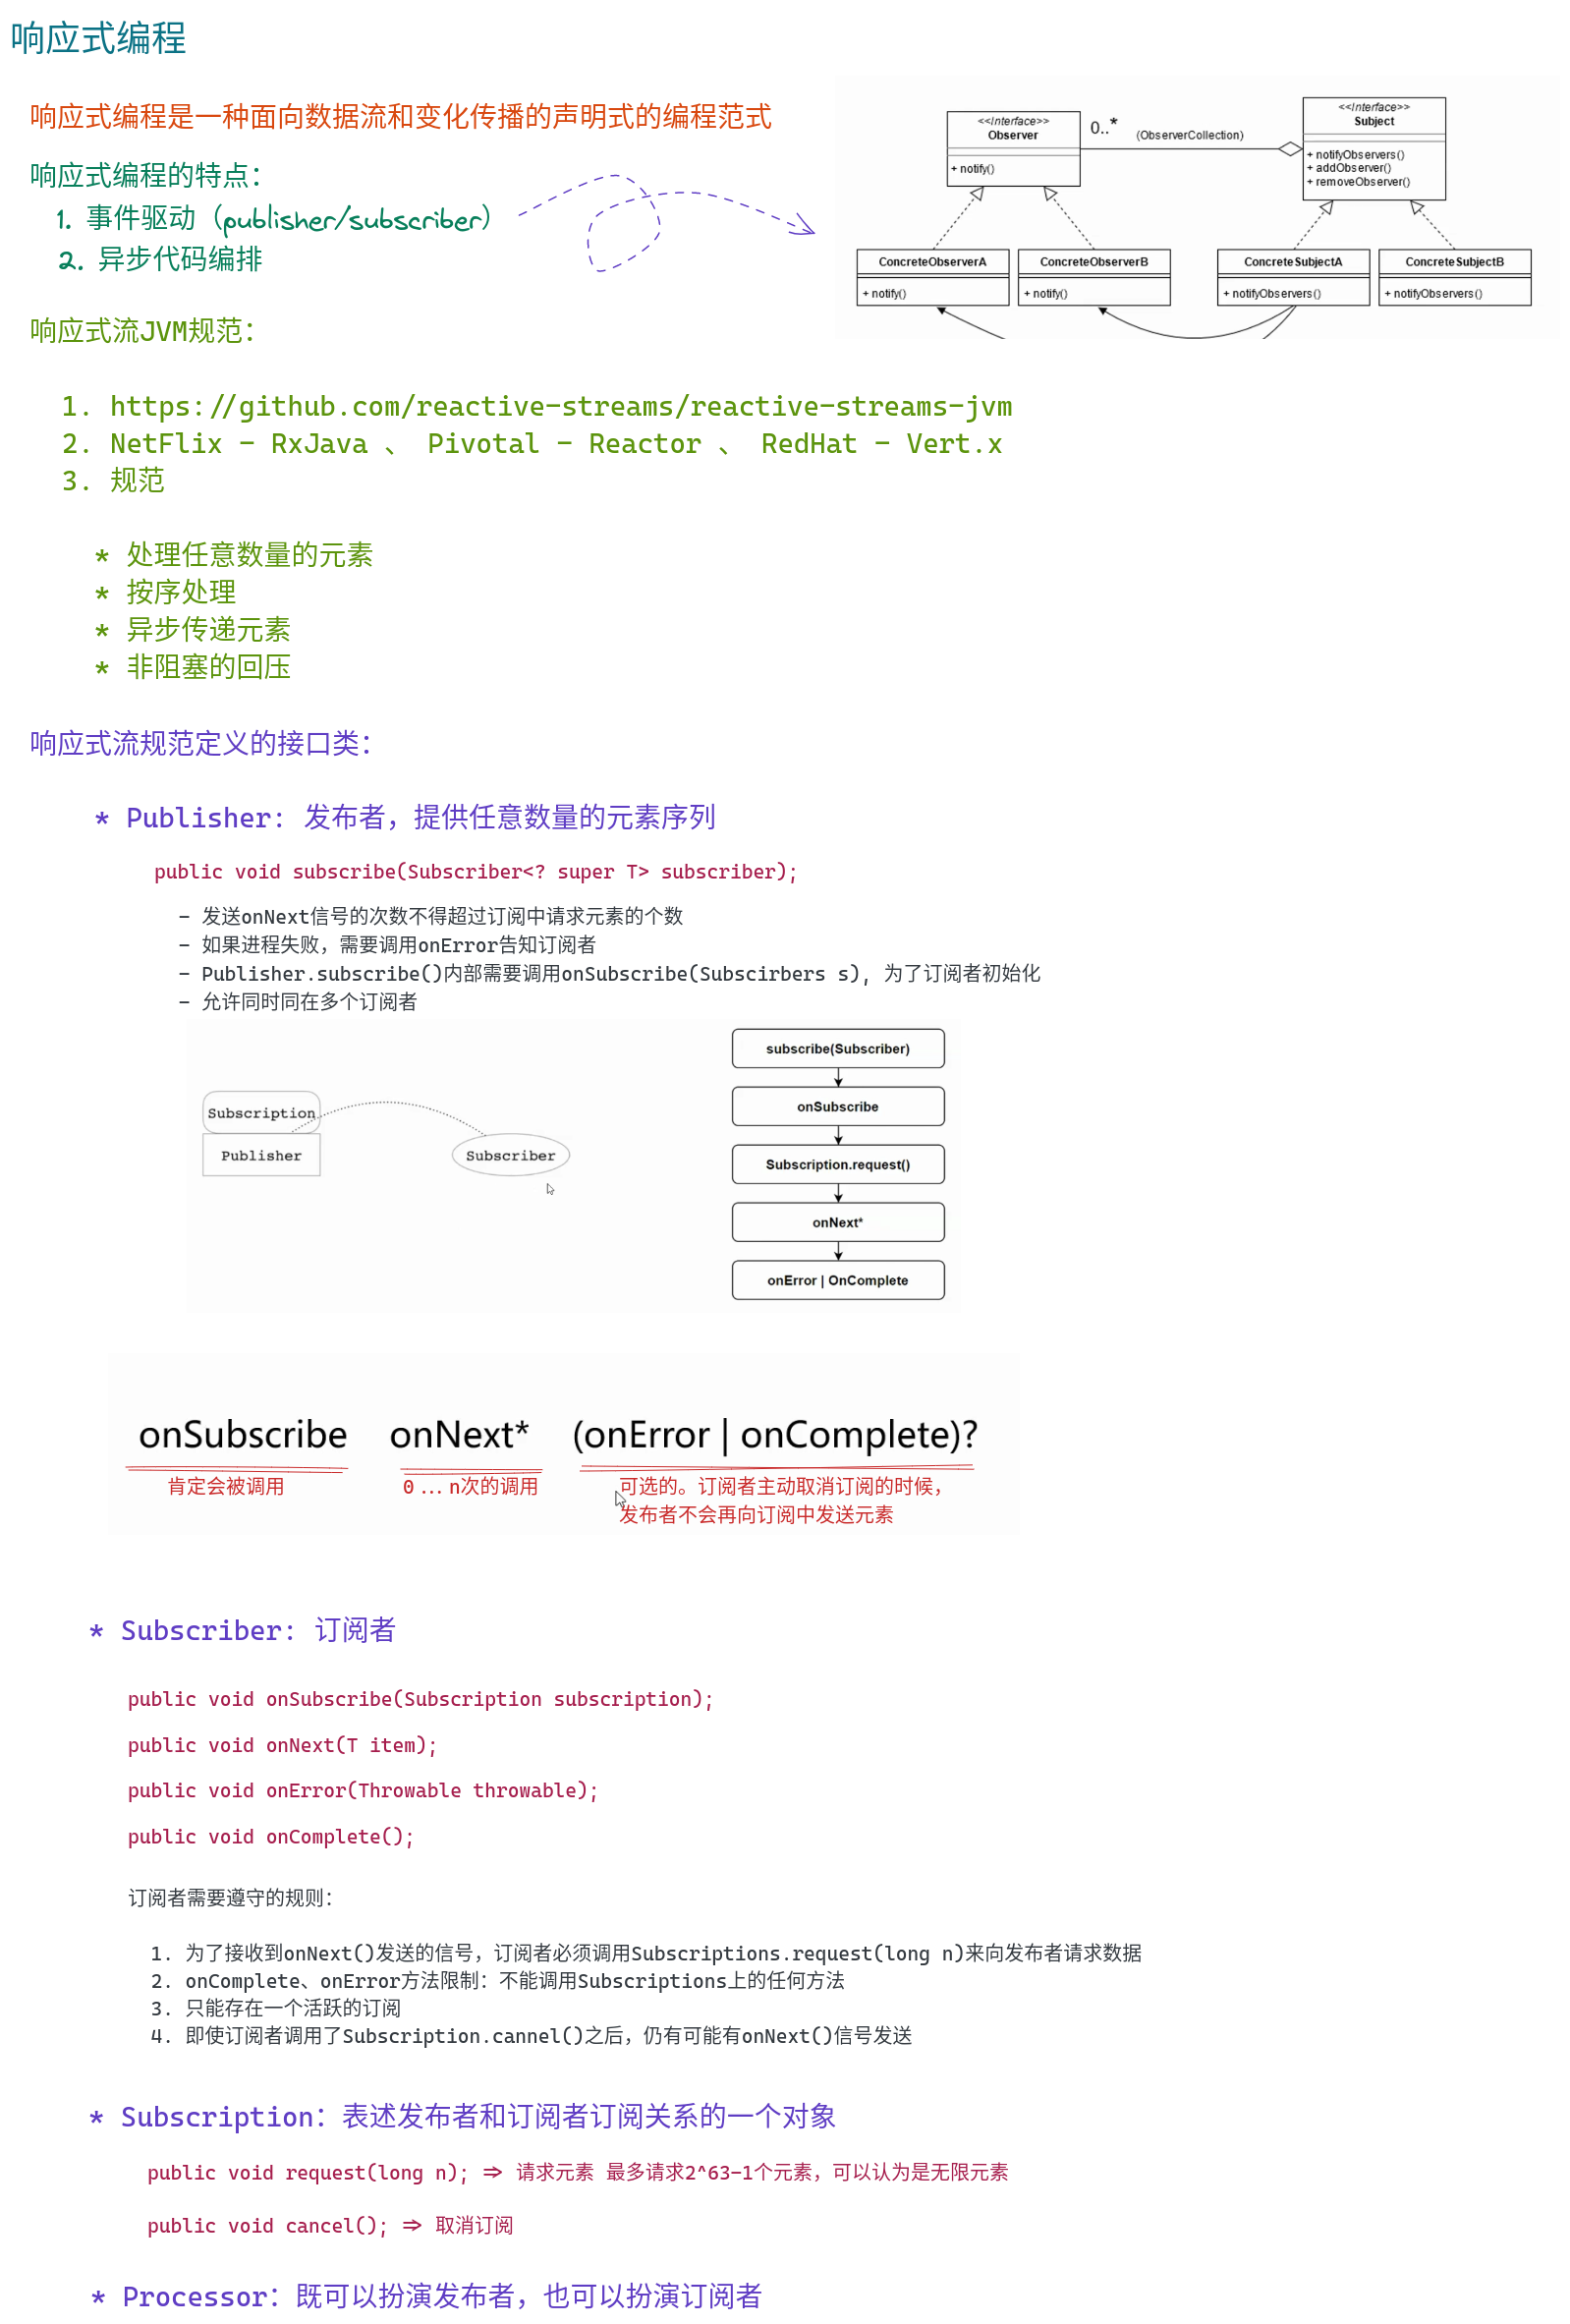 响应式编程
响应式编程是一种面向数据流和变化传播的声明式的编程范式
响应式编程的特点：
1. 事件驱动（publisher/subscriber）
2. 异步代码编排
<<Interface>>
Observer
+ notify()
0..*
(ObserverCollection)
<<Interface>>
Subject
+ notifyObservers()
+ addObserver()
+ removeObserver()
ConcreteObserverA
+ notify()
ConcreteObserverB
+ notify()
ConcreteSubjectA
+ notifyObservers()
ConcreteSubjectB
+ notifyObservers()
响应式流JVM规范：
1. https://github.com/reactive-streams/reactive-streams-jvm
2. NetFlix - RxJava 、 Pivotal - Reactor 、 RedHat - Vert.x
3. 规范
* 处理任意数量的元素
* 按序处理
* 异步传递元素
* 非阻塞的回压
响应式流规范定义的接口类：
* Publisher: 发布者，提供任意数量的元素序列
public void subscribe(Subscriber<? super T> subscriber);
- 发送onNext信号的次数不得超过订阅中请求元素的个数
- 如果进程失败，需要调用onError告知订阅者
- Publisher.subscribe()内部需要调用onSubscribe(Subscirbers s)，为了订阅者初始化
- 允许同时同在多个订阅者
Subscription
Publisher
Subscriber
subscribe(Subscriber)
onSubscribe
Subscription.request()
onNext*
onError | OnComplete
onSubscribe onNext* (onError | onComplete)?
肯定会被调用 0 ... n次的调用 可选的。订阅者主动取消订阅的时候，
发布者不会再向订阅中发送元素
* Subscriber: 订阅者
public void onSubscribe(Subscription subscription);
public void onNext(T item);
public void onError(Throwable throwable);
public void onComplete();
订阅者需要遵守的规则：
1. 为了接收到onNext()发送的信号，订阅者必须调用Subscriptions.request(long n)来向发布者请求数据
2. onComplete、onError方法限制：不能调用Subscriptions上的任何方法
3. 只能存在一个活跃的订阅
4. 即使订阅者调用了Subscription.cannel()之后，仍有可能有onNext()信号发送
* Subscription: 表述发布者和订阅者订阅关系的一个对象
public void request(long n); => 请求元素 最多请求2^63-1个元素，可以认为是无限元素
public void cancel(); => 取消订阅
* Processor: 既可以扮演发布者，也可以扮演订阅者